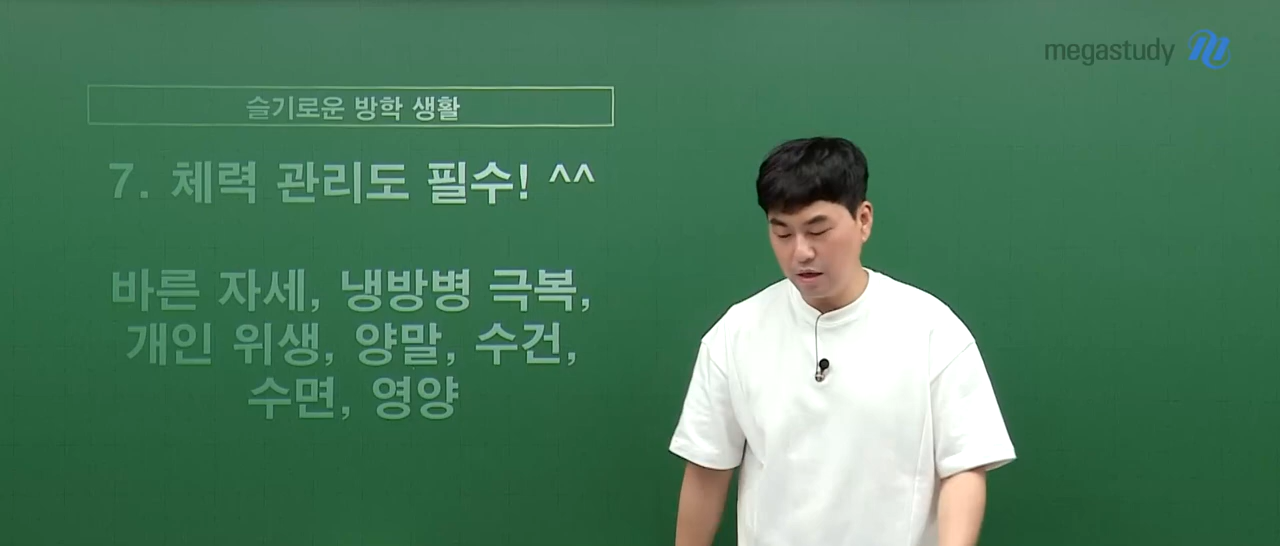 megastudy
슬기로운 방학 생활
7. 체력 관리도 필수! ^^
바른 자세, 냉방병 극복,
개인 위생, 양말, 수건,
수면, 영양